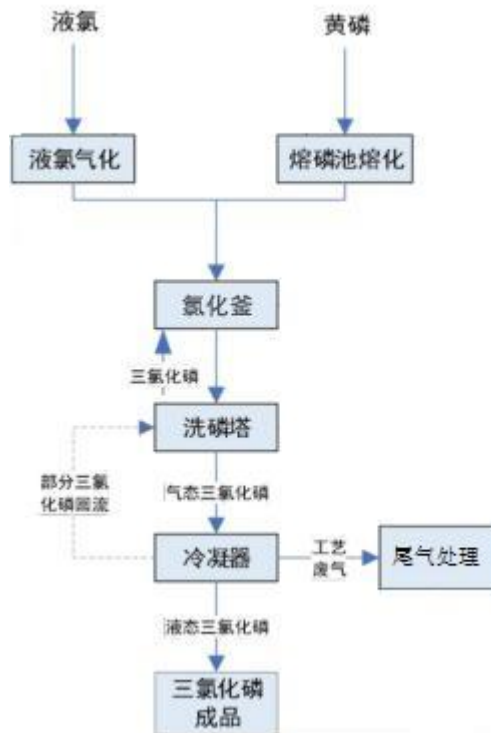 液氯
黄磷
液氯气化
熔磷池熔化
氯化釜
三氯化磷
洗磷塔
部分三氯
化磷回流
气态三氯化磷
冷凝器
工艺
废气
尾气处理
液态三氯化磷
三氯化磷
成品